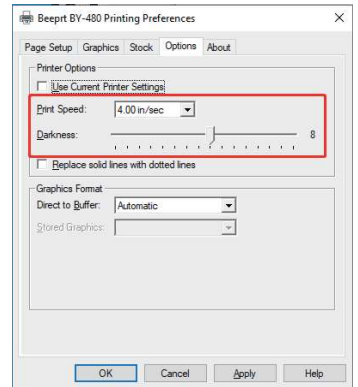 Beeprt BY-480 Printing Preferences
Page Setup Graphics Stock Options About
Printer Options
Use Current Printer Settings
Print Speed: 4.00 in/sec
Darkness: 8
Replace solid lines with dotted lines
Graphics Format
Direct to Buffer: Automatic
Stored Graphics:
OK Cancel Apply Help